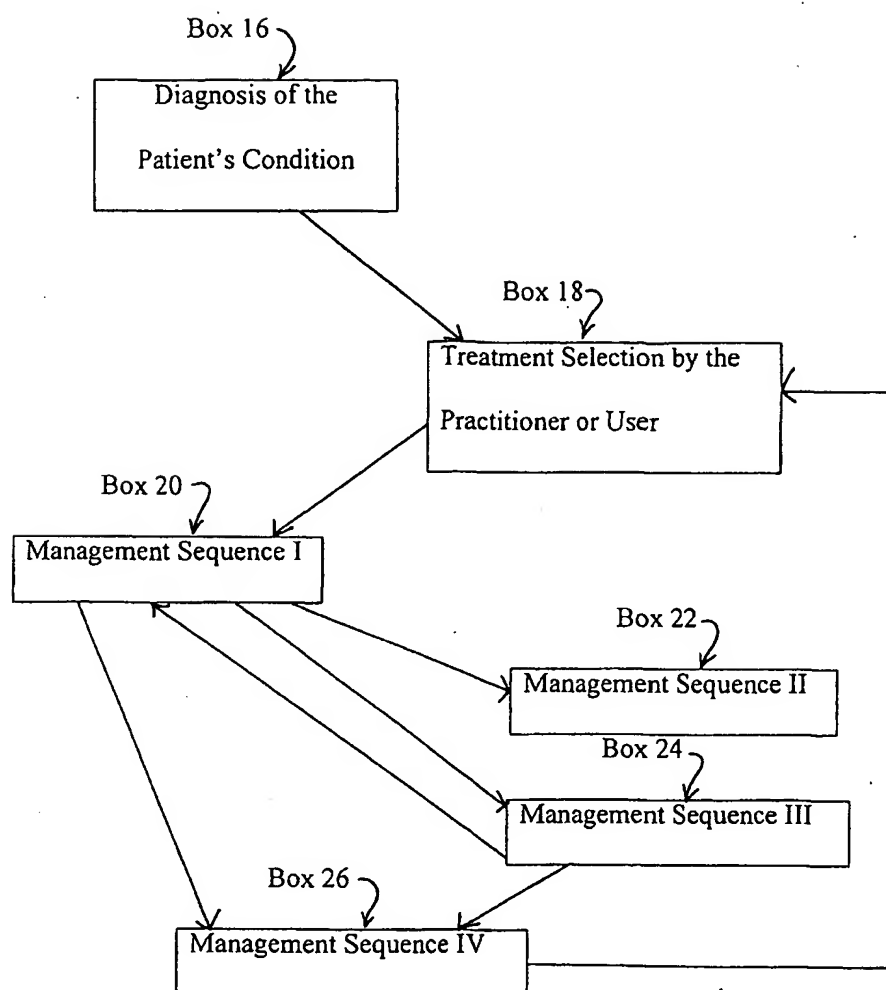 Box 16
Diagnosis of the
Patient's Condition
Box 18
Treatment Selection by the
Practitioner or User
Box 20
Management Sequence I
Box 22
Management Sequence II
Box 24
Management Sequence III
Box 26
Management Sequence IV